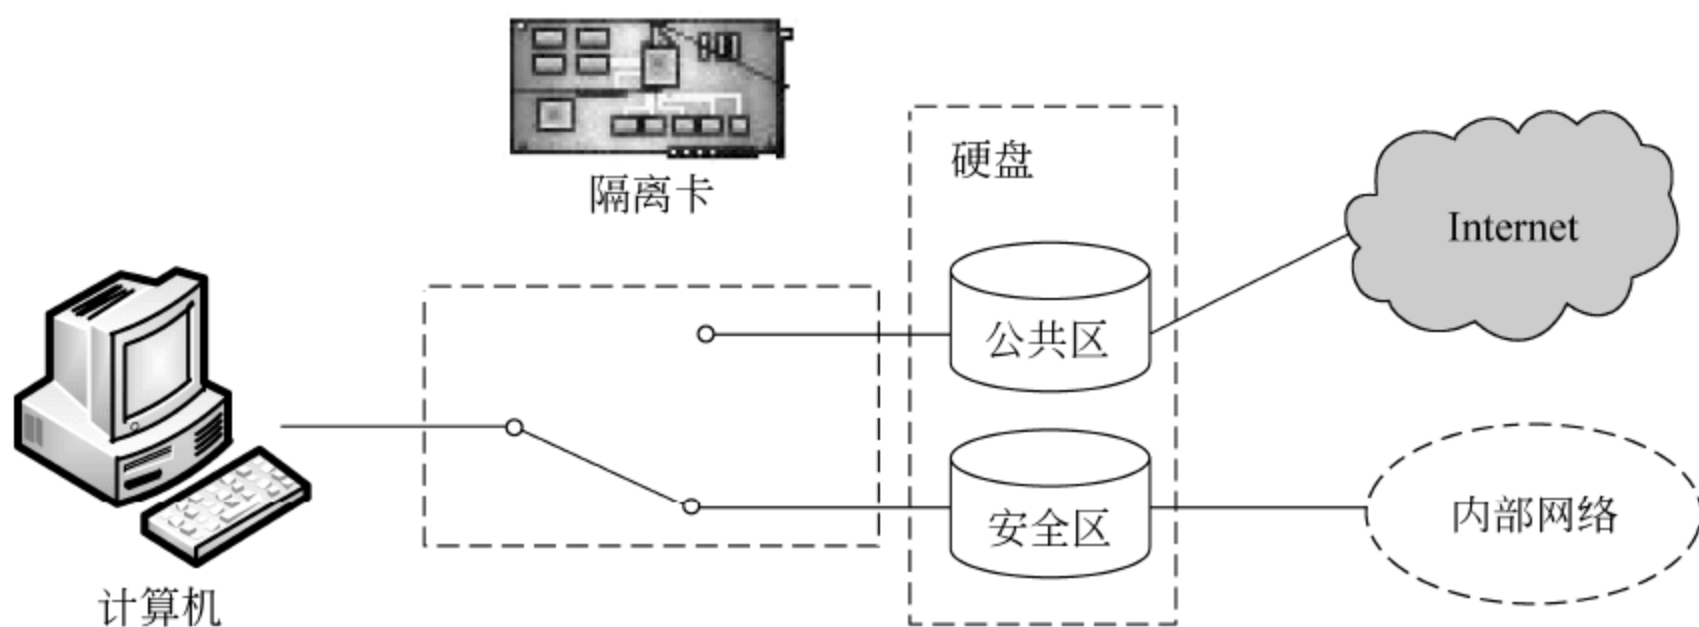 隔离卡
硬盘
Internet
公共区
安全区
内部网络
计算机